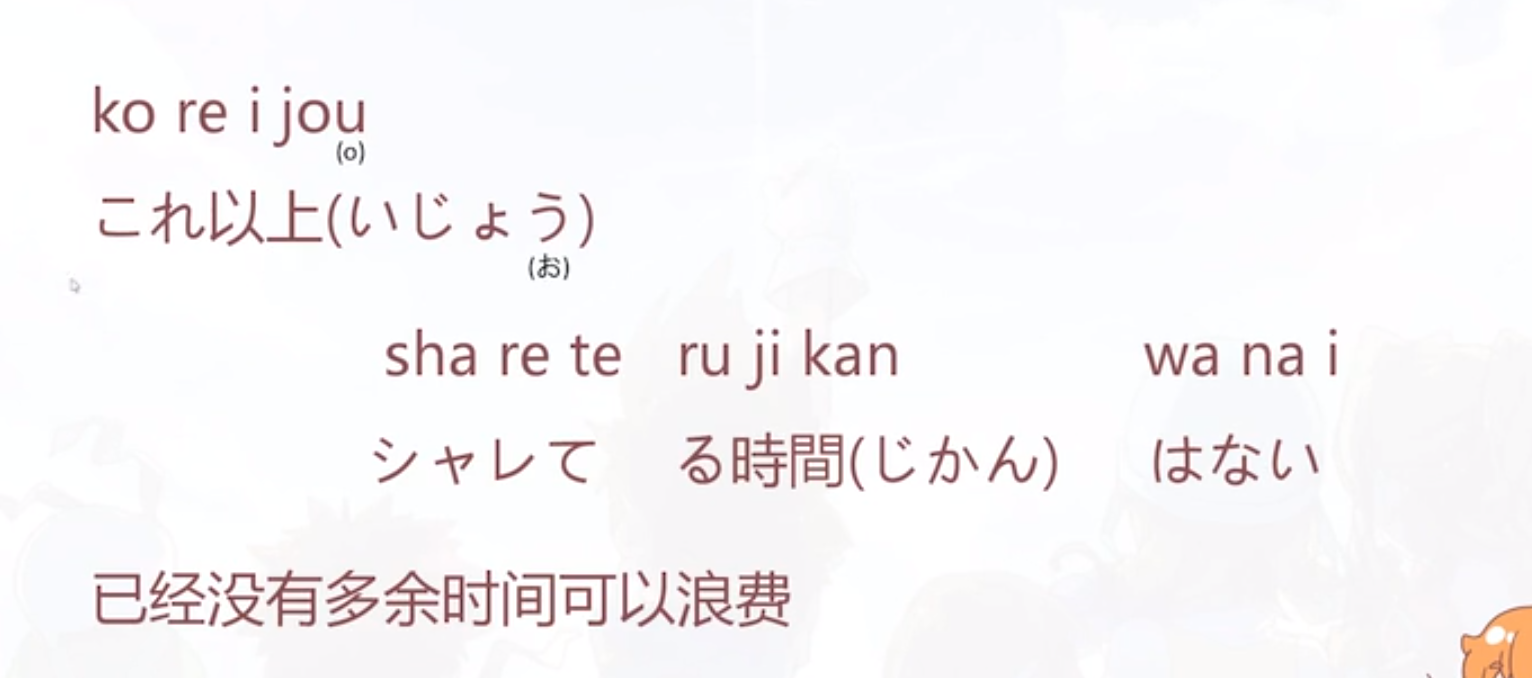 ko re i jou
(o)
これ以上(いじょう)
(お)
sha re te ru ji kan wa na i
シャレて る時間(じかん) はない
已经没有多余时间可以浪费